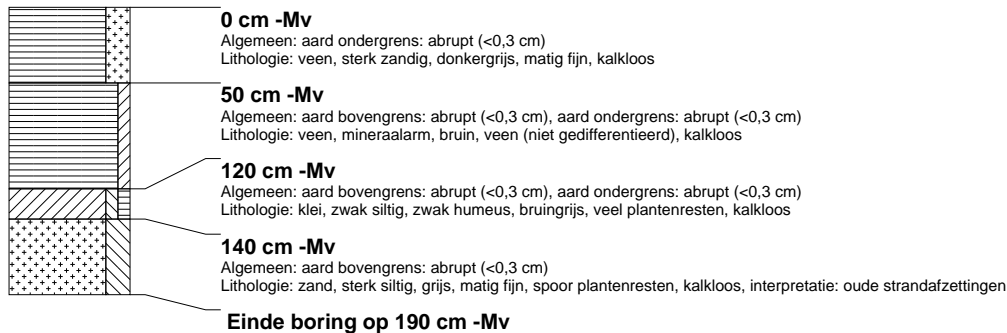 0 cm -Mv
Algemeen: aard ondergrens: abrupt (<0,3 cm)
Lithologie: veen, sterk zandig, donkergrijs, matig fijn, kalkloos
50 cm -Mv
Algemeen: aard bovengrens: abrupt (<0,3 cm), aard ondergrens: abrupt (<0,3 cm)
Lithologie: veen, mineraalarm, bruin, veen (niet gedifferentieerd), kalkloos
120 cm -Mv
Algemeen: aard bovengrens: abrupt (<0,3 cm), aard ondergrens: abrupt (<0,3 cm)
Lithologie: klei, zwak siltig, zwak humeus, bruingrijs, veel plantenresten, kalkloos
140 cm -Mv
Algemeen: aard bovengrens: abrupt (<0,3 cm)
Lithologie: zand, sterk siltig, grijs, matig fijn, spoor plantenresten, kalkloos, interpretatie: oude strandafzettingen
Einde boring op 190 cm -Mv